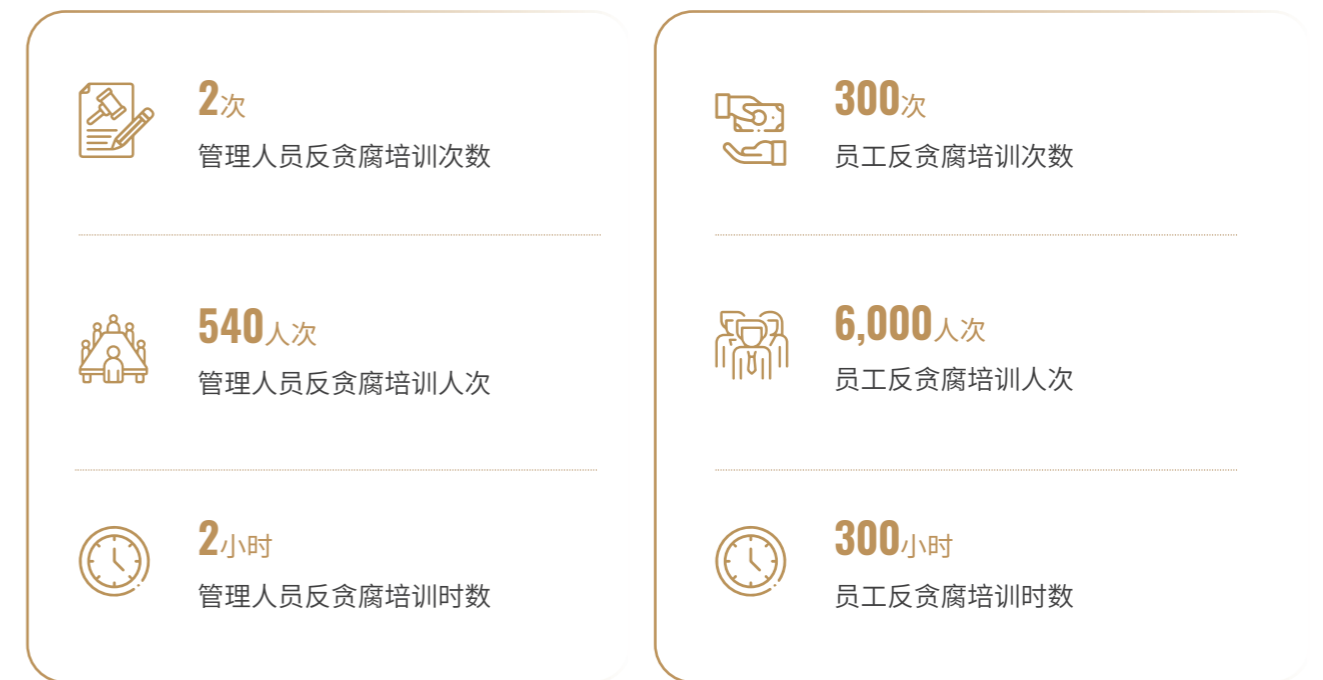 2次
管理人员反贪腐培训次数
540人次
管理人员反贪腐培训人次
2小时
管理人员反贪腐培训时数
300次
员工反贪腐培训次数
6,000人次
员工反贪腐培训人次
300小时
员工反贪腐培训时数